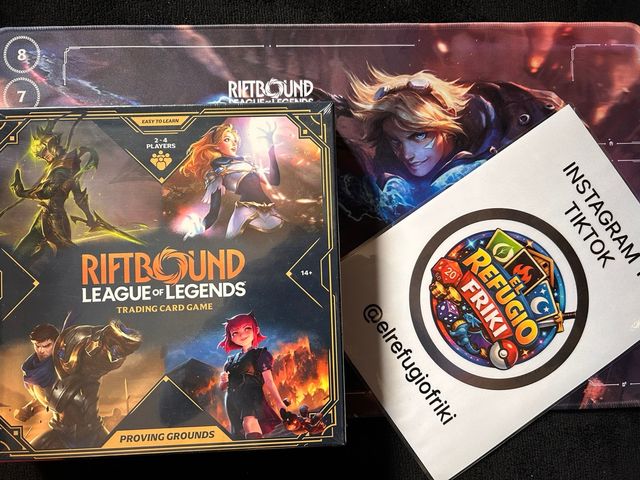 8
7
RIFTBOUND
LEAGUE OF LEGENDS
EASY TO LEARN
2-4
PLAYERS
RIFTBOUND
LEAGUE OF LEGENDS
TRADING CARD GAME
14+
PROVING GROUNDS
INSTAGRAM
TIKTOK
20
EL
REFUGIO
FRIKI
@elrefugiofriki